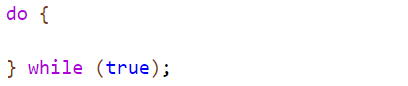 do {
} while (true);